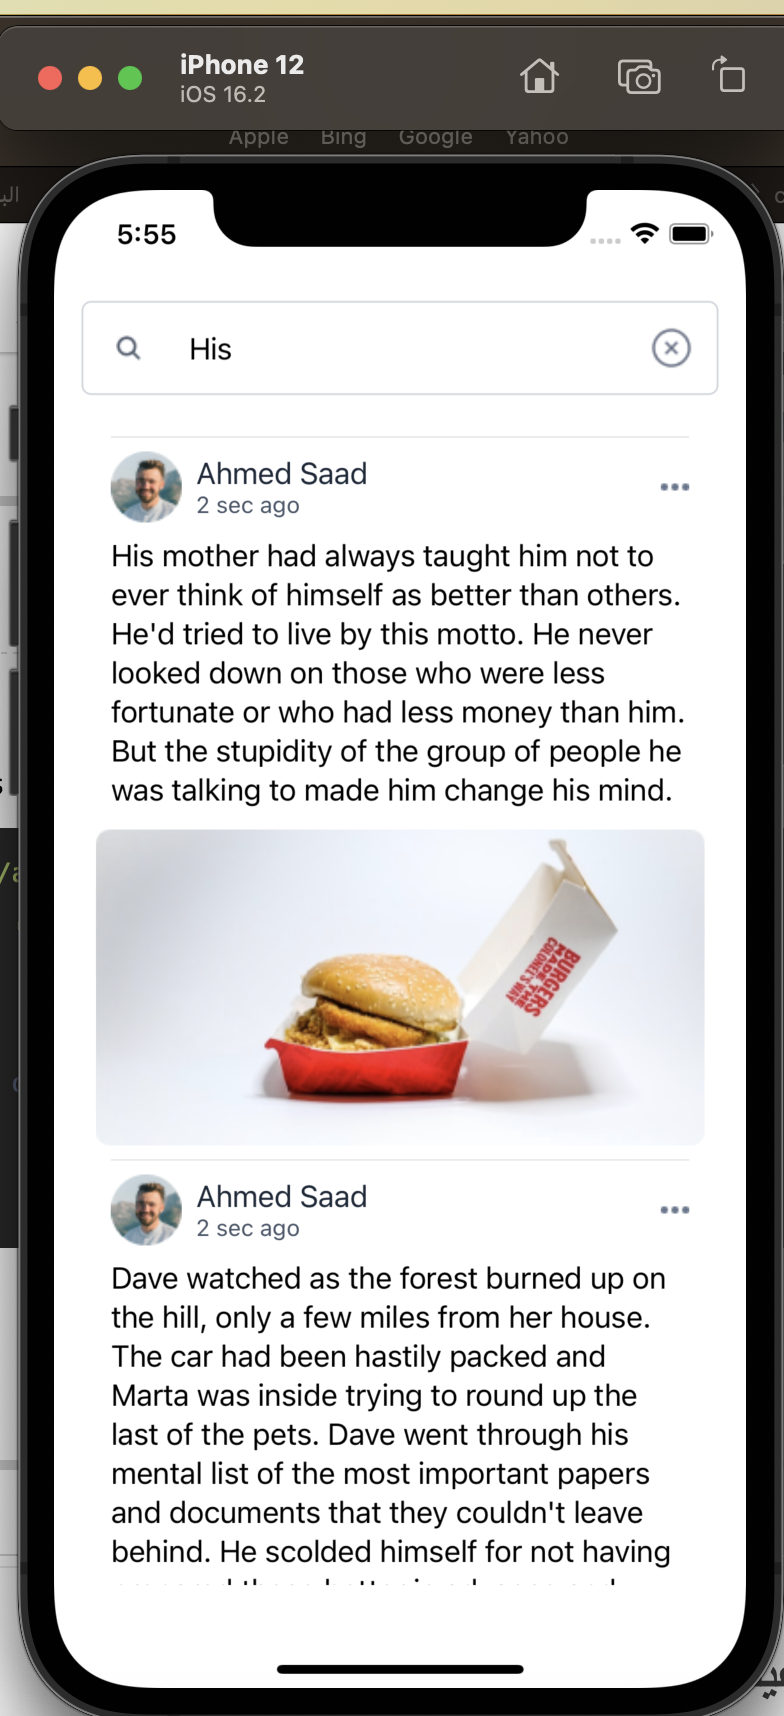 iPhone 12
iOS 16.2
Apple Bing Google Yahoo
5:55
His
Ahmed Saad
2 sec ago
His mother had always taught him not to
ever think of himself as better than others.
He'd tried to live by this motto. He never
looked down on those who were less
fortunate or who had less money than him.
But the stupidity of the group of people he
was talking to made him change his mind.
BURGERS
MADE THE
COLONEL'S WAY
Ahmed Saad
2 sec ago
Dave watched as the forest burned up on
the hill, only a few miles from her house.
The car had been hastily packed and
Marta was inside trying to round up the
last of the pets. Dave went through his
mental list of the most important papers
and documents that they couldn't leave
behind. He scolded himself for not having